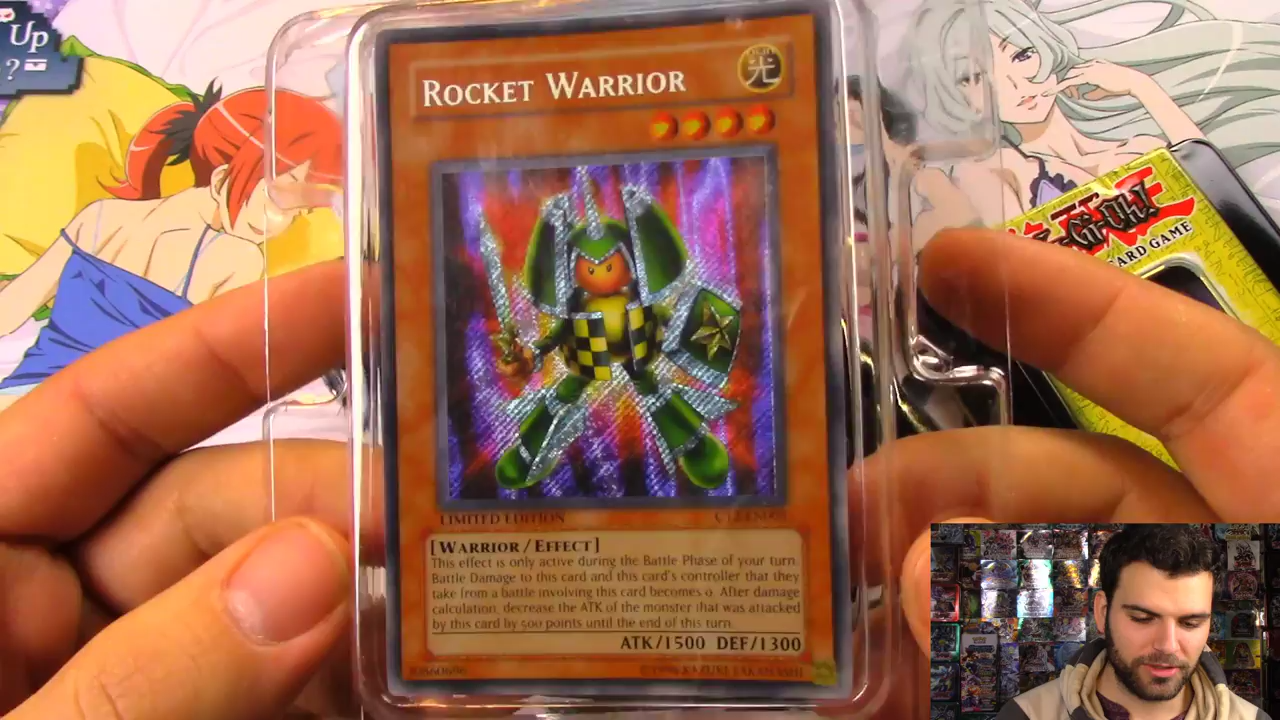 Up
?
ROCKET WARRIOR
光
LIMITED EDITION
[WARRIOR/EFFECT]
This effect is only active during the Battle Phase of your turn.
Battle Damage to this card and this card's controller that they
take from a battle involving this card becomes 0. After damage
calculation, decrease the ATK of the monster that was attacked
by this card by 500 points until the end of this turn.
ATK/1500 DEF/1300
Yu-Gi-Oh!
CARD GAME